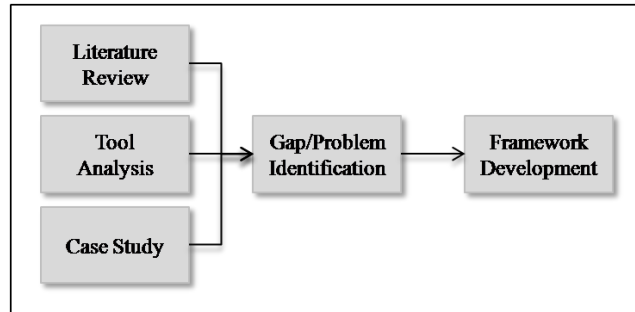 Literature
Review
Tool
Analysis
Case Study
Gap/Problem
Identification
Framework
Development